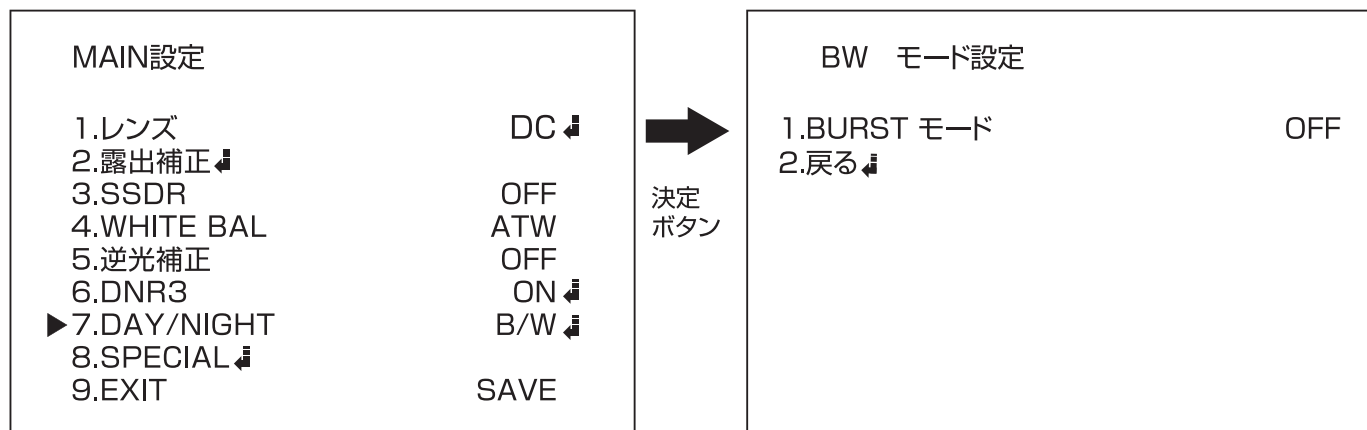 MAIN設定
1.レンズ DC↲
2.露出補正↲
3.SSDR OFF
4.WHITE BAL ATW
5.逆光補正 OFF
6.DNR3 ON↲
▶7.DAY/NIGHT B/W↲
8.SPECIAL↲
9.EXIT SAVE
決定
ボタン
BW モード設定
1.BURST モード OFF
2.戻る↲